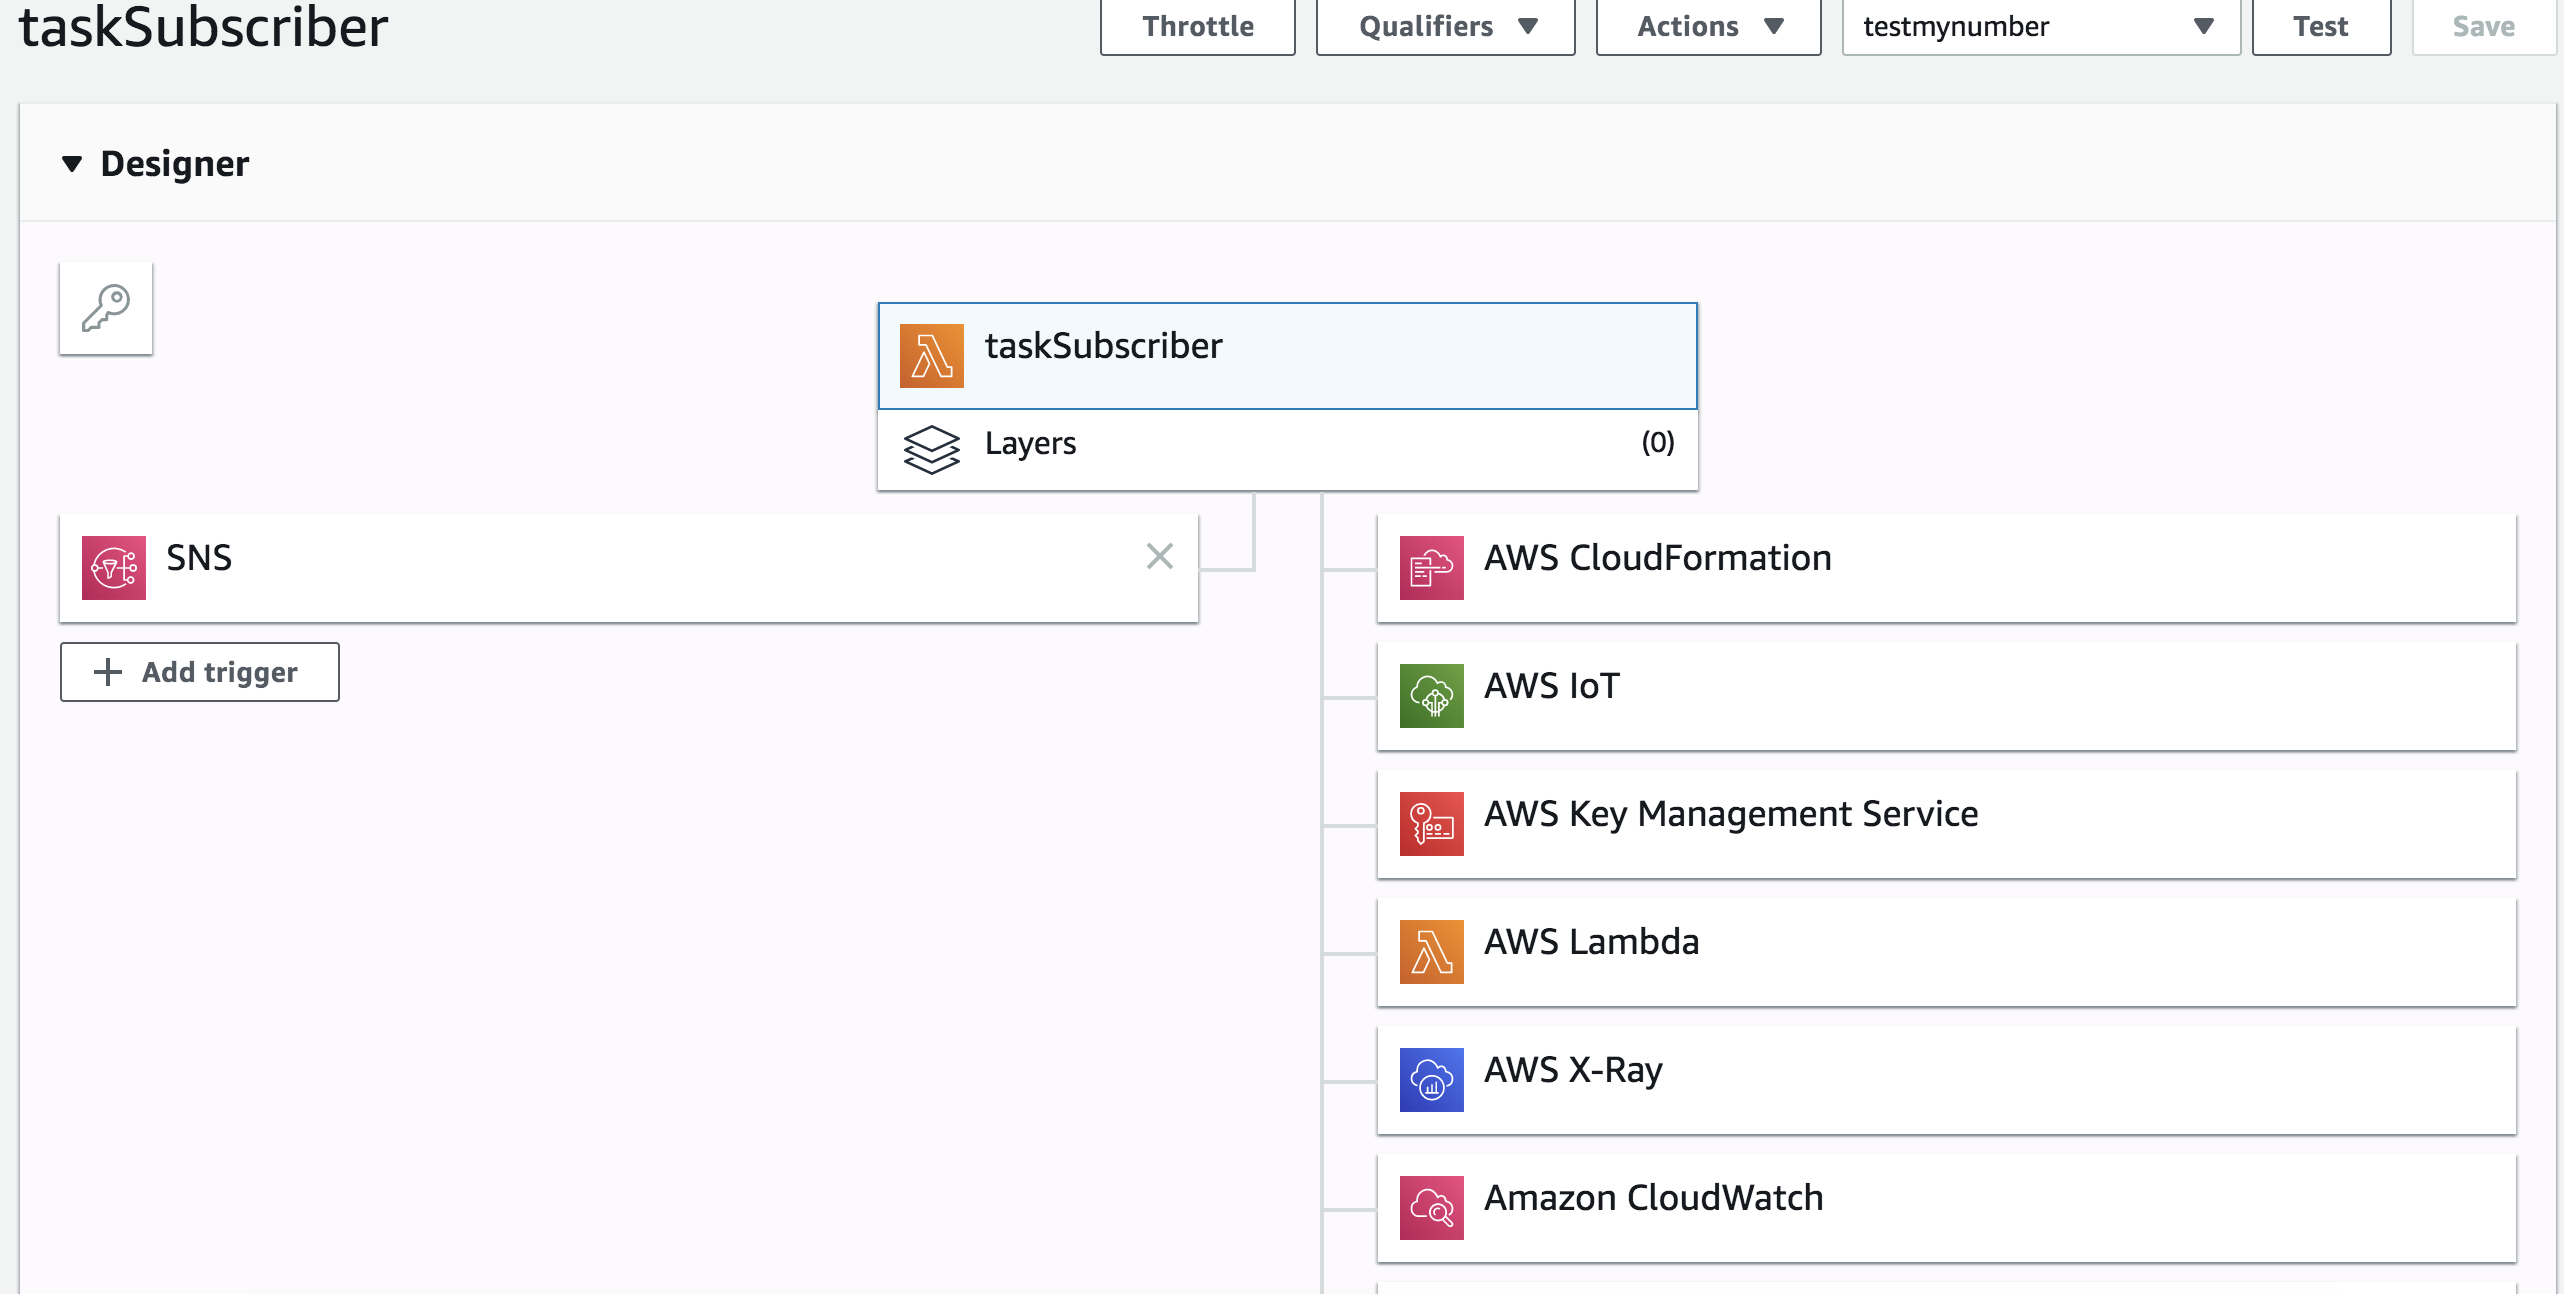 taskSubscriber
Throttle
Qualifiers
Actions
testmynumber
Test
Save
Designer
taskSubscriber
Layers
(0)
SNS
Add trigger
AWS CloudFormation
AWS IoT
AWS Key Management Service
AWS Lambda
AWS X-Ray
Amazon CloudWatch